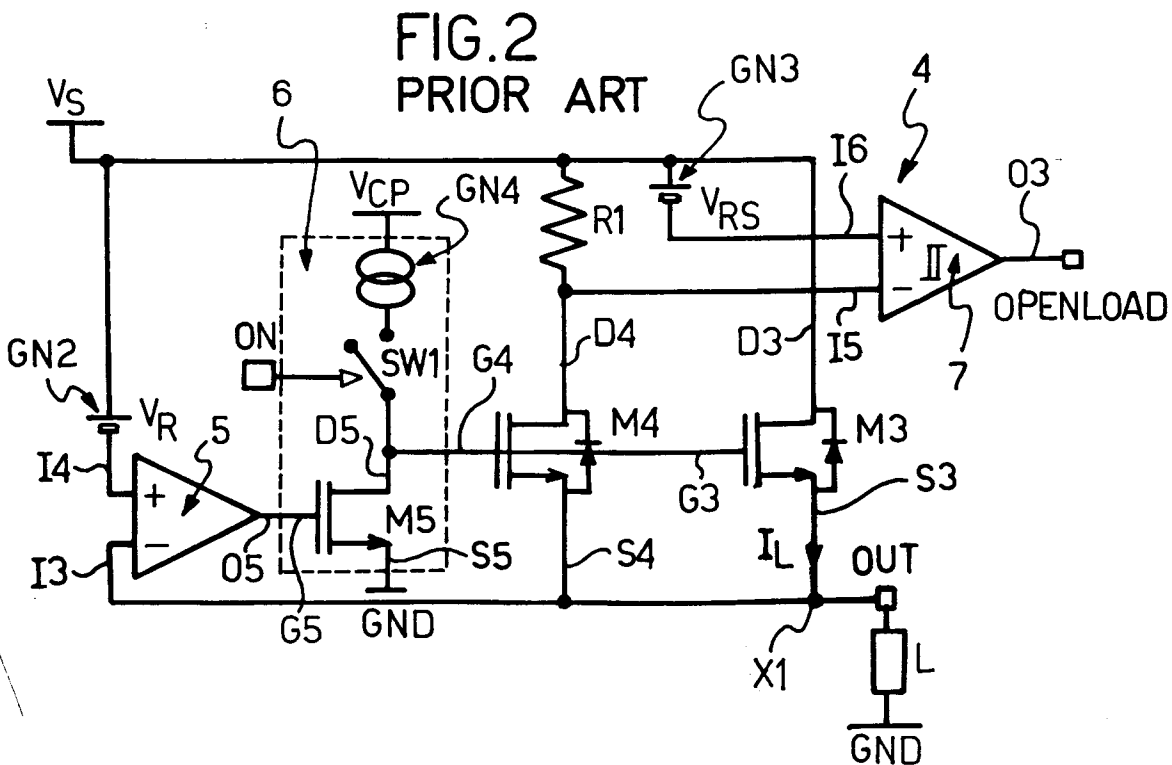 FIG.2
PRIOR ART
VS
6
GN3
4
VCP
GN4
R1
VRS
I6
O3
+
II
−
OPENLOAD
ON
SW1
D4
D3
I5
7
GN2
VR
5
D5
G4
M4
M3
I4
+
−
G3
S3
M5
I3
O5
S5
S4
IL
OUT
G5
GND
X1
L
GND